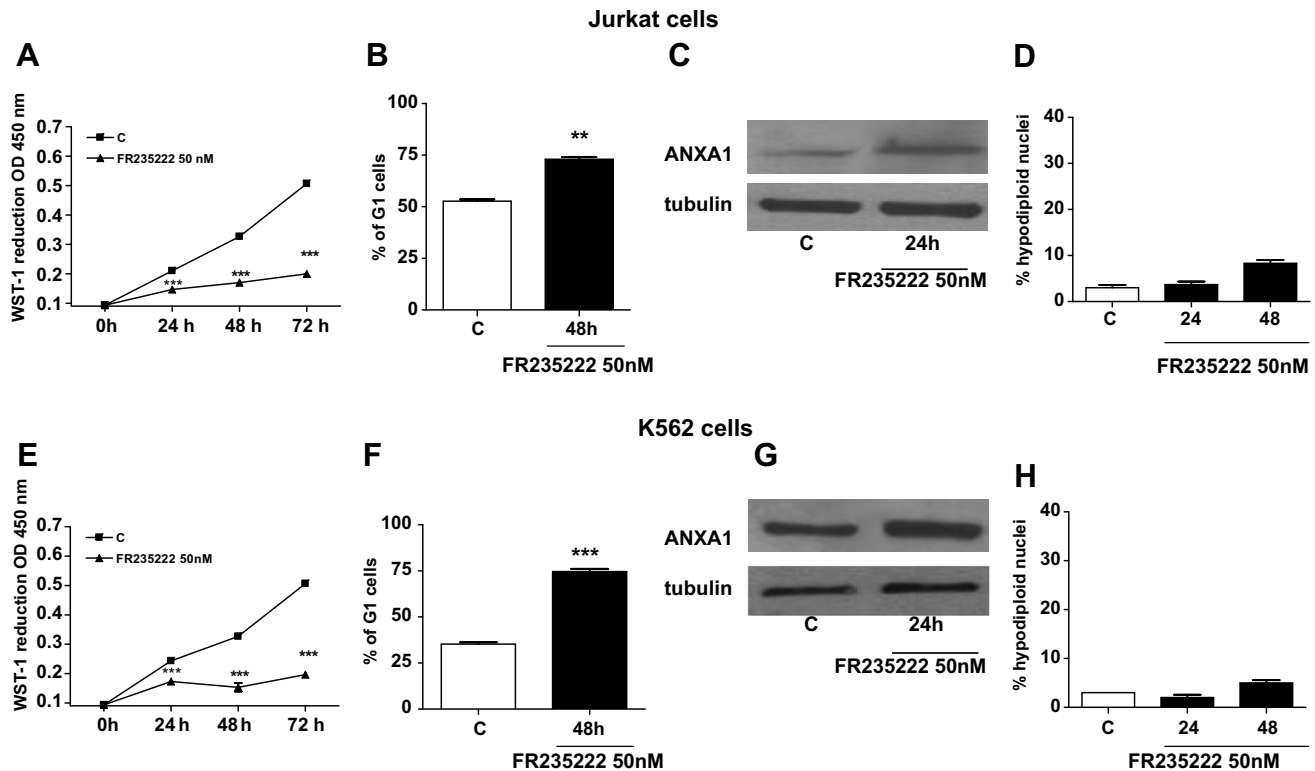 Jurkat cells
A
WST-1 reduction OD 450 nm
0.7
0.6
0.5
0.4
0.3
0.2
0.1
C
FR235222 50 nM
***
***
***
0h
24 h
48 h
72 h
B
% of G1 cells
100
75
50
25
0
**
C
48h
FR235222 50nM
C
ANXA1
tubulin
C
24h
FR235222 50nM
D
% hypodiploid nuclei
40
30
20
10
0
C
24
48
FR235222 50nM
K562 cells
E
WST-1 reduction OD 450 nm
0.7
0.6
0.5
0.4
0.3
0.2
0.1
C
FR235222 50nM
***
***
***
0h
24 h
48 h
72 h
F
% of G1 cells
100
75
50
25
0
***
C
48h
FR235222 50nM
G
ANXA1
tubulin
C
24h
FR235222 50nM
H
% hypodiploid nuclei
40
30
20
10
0
C
24
48
FR235222 50nM